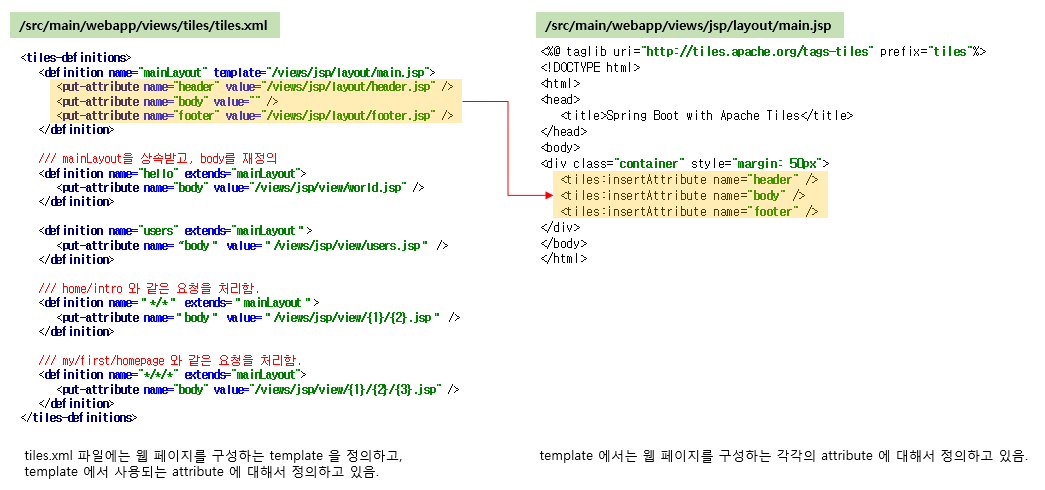 /src/main/webapp/views/tiles/tiles.xml
<tiles-definitions>
<definition name="mainLayout" template="/views/jsp/layout/main.jsp">
<put-attribute name="header" value="/views/jsp/layout/header.jsp" />
<put-attribute name="body" value="" />
<put-attribute name="footer" value="/views/jsp/layout/footer.jsp" />
</definition>
/// mainLayout을 상속받고, body를 재정의
<definition name="hello" extends="mainLayout">
<put-attribute name="body" value="/views/jsp/view/world.jsp" />
</definition>
<definition name="users" extends="mainLayout">
<put-attribute name="body" value="/views/jsp/view/users.jsp" />
</definition>
/// home/intro 와 같은 요청을 처리함.
<definition name="*/*" extends="mainLayout">
<put-attribute name="body" value="/views/jsp/view/{1}/{2}.jsp" />
</definition>
/// my/first/homepage 와 같은 요청을 처리함.
<definition name="*/*/*" extends="mainLayout">
<put-attribute name="body" value="/views/jsp/view/{1}/{2}/{3}.jsp" />
</definition>
</tiles-definitions>
tiles.xml 파일에는 웹 페이지를 구성하는 template 을 정의하고,
template 에서 사용되는 attribute 에 대해서 정의하고 있음.
/src/main/webapp/views/jsp/layout/main.jsp
<%@ taglib uri="http://tiles.apache.org/tags-tiles" prefix="tiles"%>
<!DOCTYPE html>
<html>
<head>
<title>Spring Boot with Apache Tiles</title>
</head>
<body>
<div class="container" style="margin: 50px">
<tiles:insertAttribute name="header" />
<tiles:insertAttribute name="body" />
<tiles:insertAttribute name="footer" />
</div>
</body>
</html>
template 에서는 웹 페이지를 구성하는 각각의 attribute 에 대해서 정의하고 있음.